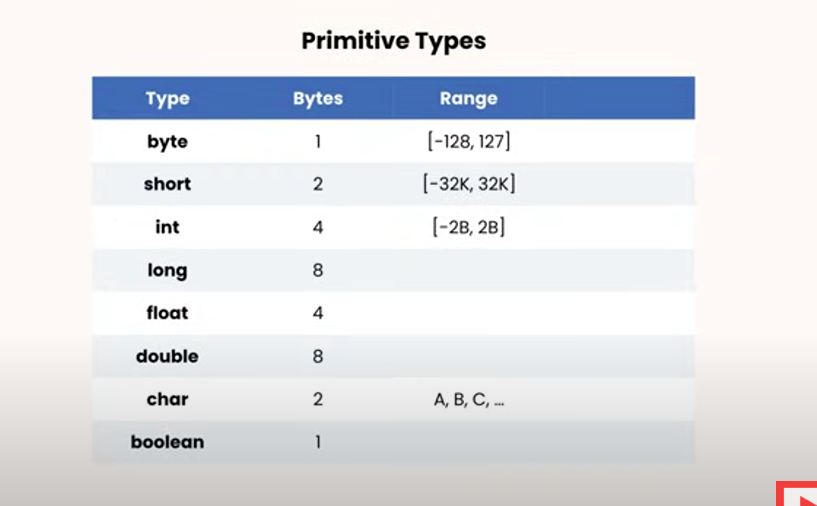 Primitive Types
Type Bytes Range
byte 1 [-128, 127]
short 2 [-32K, 32K]
int 4 [-2B, 2B]
long 8
float 4
double 8
char 2 A, B, C, ...
boolean 1